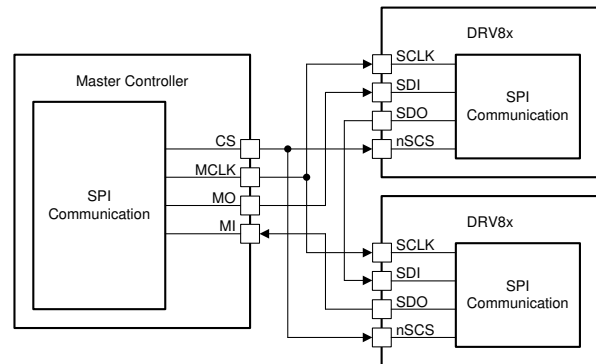 Master Controller
SPI
Communication
CS
MCLK
MO
MI
DRV8x
SCLK
SDI
SDO
nSCS
SPI
Communication
DRV8x
SCLK
SDI
SDO
nSCS
SPI
Communication